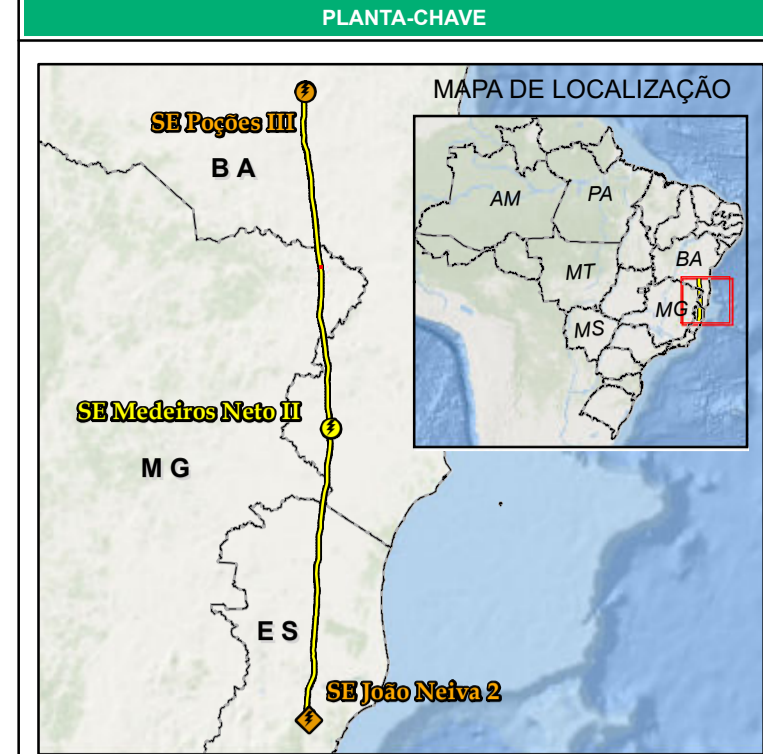 PLANTA-CHAVE
MAPA DE LOCALIZAÇÃO
SE Poções III
B A
AM
PA
BA
MT
MG
MS
SE Medeiros Neto II
M G
E S
SE João Neiva 2